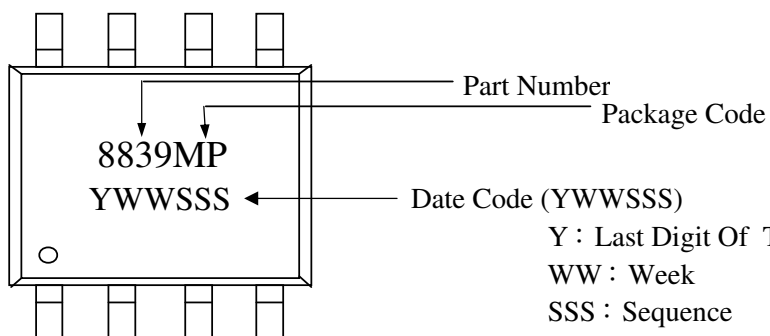 Part Number
Package Code
8839MP
YWWSSS
Date Code (YWWSSS)
Y：Last Digit Of T
WW：Week
SSS：Sequence